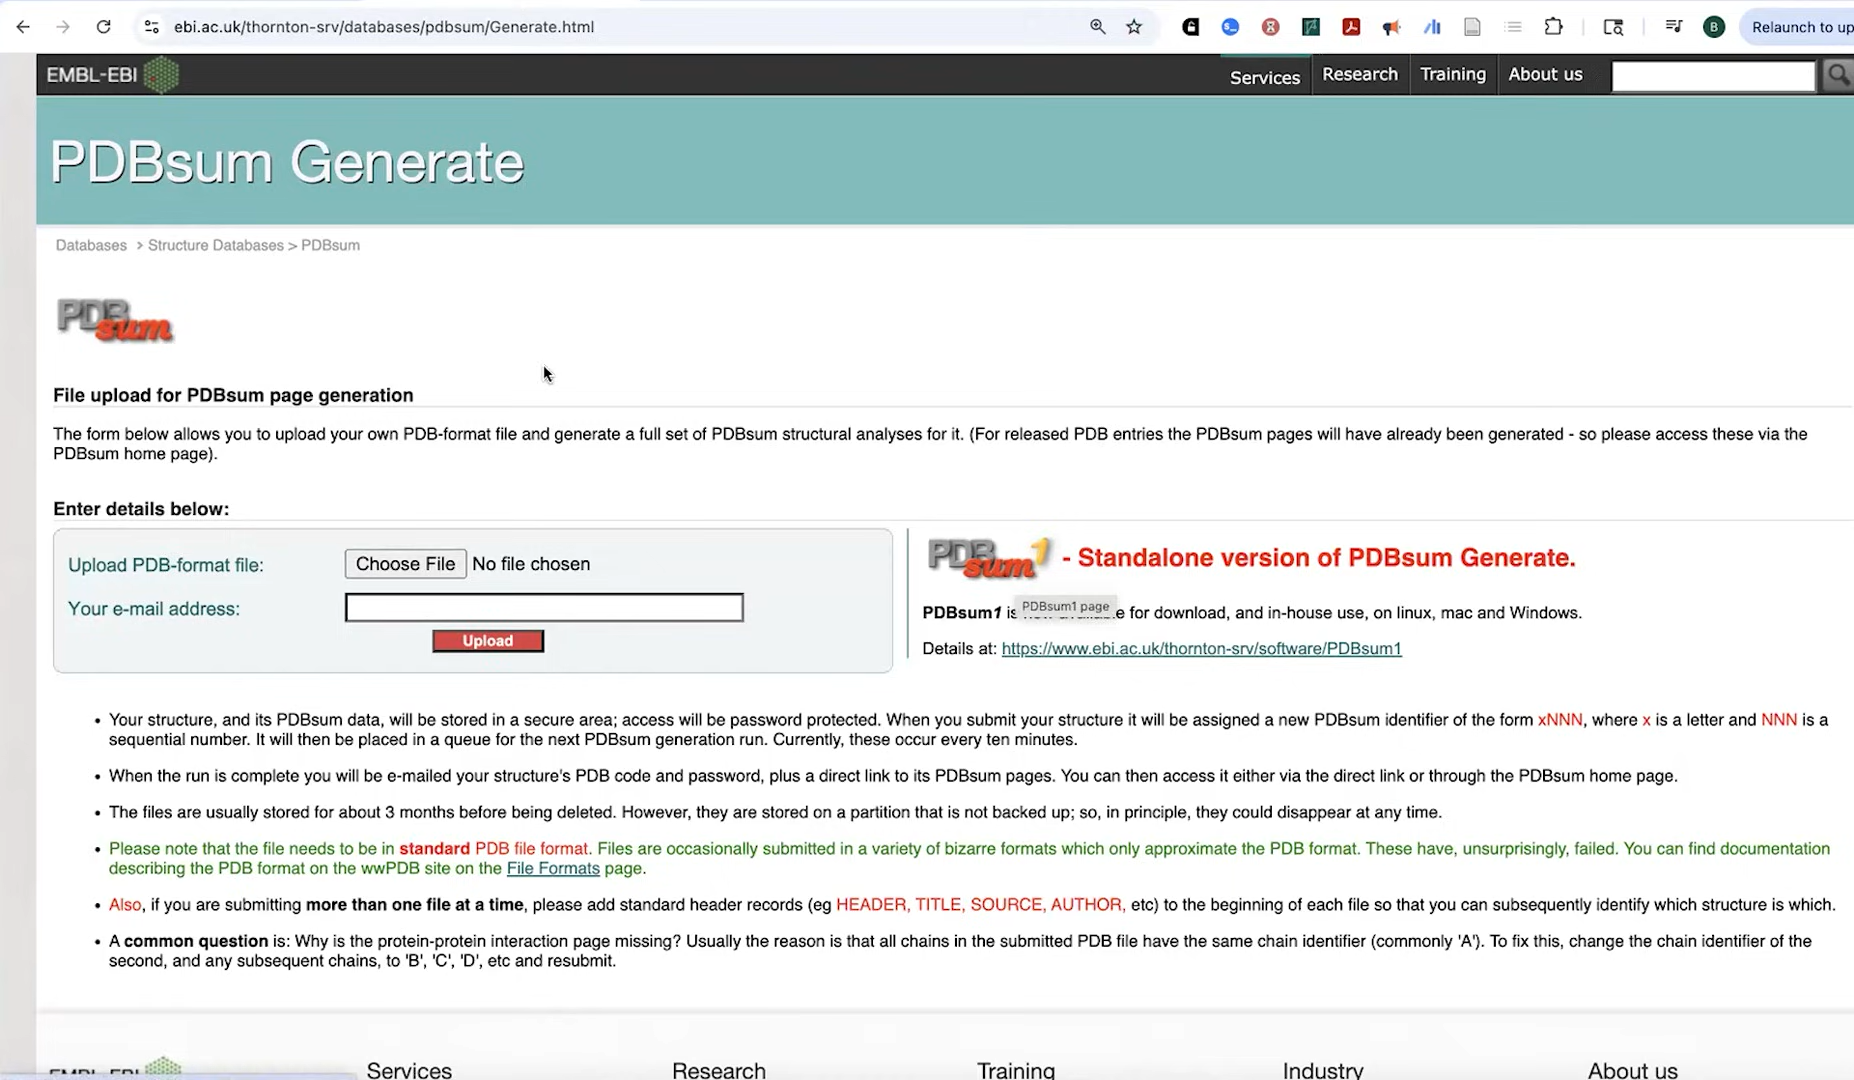 ebi.ac.uk/thornton-srv/databases/pdbsum/Generate.html
B
Relaunch to up
EMBL-EBI
Services
Research
Training
About us
PDBsum Generate
Databases > Structure Databases > PDBsum
PDBsum
File upload for PDBsum page generation
The form below allows you to upload your own PDB-format file and generate a full set of PDBsum structural analyses for it. (For released PDB entries the PDBsum pages will have already been generated - so please access these via the
PDBsum home page).
Enter details below:
Upload PDB-format file:
Choose File No file chosen
Your e-mail address:
Upload
PDBsum1 - Standalone version of PDBsum Generate.
PDBsum1 page
PDBsum1 is for download, and in-house use, on linux, mac and Windows.
Details at: https://www.ebi.ac.uk/thornton-srv/software/PDBsum1
• Your structure, and its PDBsum data, will be stored in a secure area; access will be password protected. When you submit your structure it will be assigned a new PDBsum identifier of the form xNNN, where x is a letter and NNN is a
sequential number. It will then be placed in a queue for the next PDBsum generation run. Currently, these occur every ten minutes.
• When the run is complete you will be e-mailed your structure's PDB code and password, plus a direct link to its PDBsum pages. You can then access it either via the direct link or through the PDBsum home page.
• The files are usually stored for about 3 months before being deleted. However, they are stored on a partition that is not backed up; so, in principle, they could disappear at any time.
• Please note that the file needs to be in standard PDB file format. Files are occasionally submitted in a variety of bizarre formats which only approximate the PDB format. These have, unsurprisingly, failed. You can find documentation
describing the PDB format on the wwPDB site on the File Formats page.
• Also, if you are submitting more than one file at a time, please add standard header records (eg HEADER, TITLE, SOURCE, AUTHOR, etc) to the beginning of each file so that you can subsequently identify which structure is which.
• A common question is: Why is the protein-protein interaction page missing? Usually the reason is that all chains in the submitted PDB file have the same chain identifier (commonly 'A'). To fix this, change the chain identifier of the
second, and any subsequent chains, to 'B', 'C', 'D', etc and resubmit.
EMBL-EBI
Services
Research
Training
Industry
About us